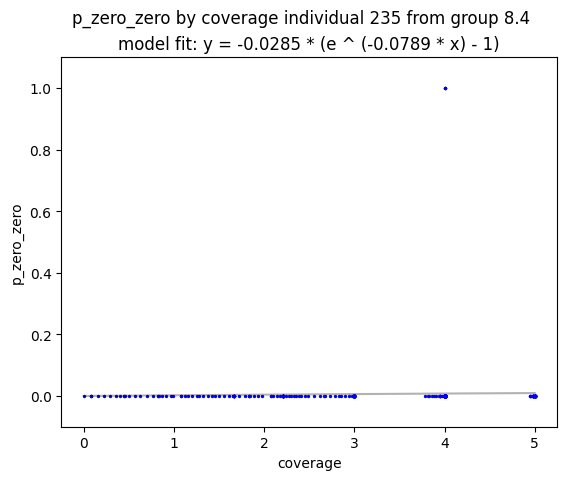 p_zero_zero by coverage individual 235 from group 8.4
model fit: y = -0.0285 * (e ^ (-0.0789 * x) - 1)
1.0
0.8
0.6
0.4
0.2
0.0
p_zero_zero
0 1 2 3 4 5
coverage